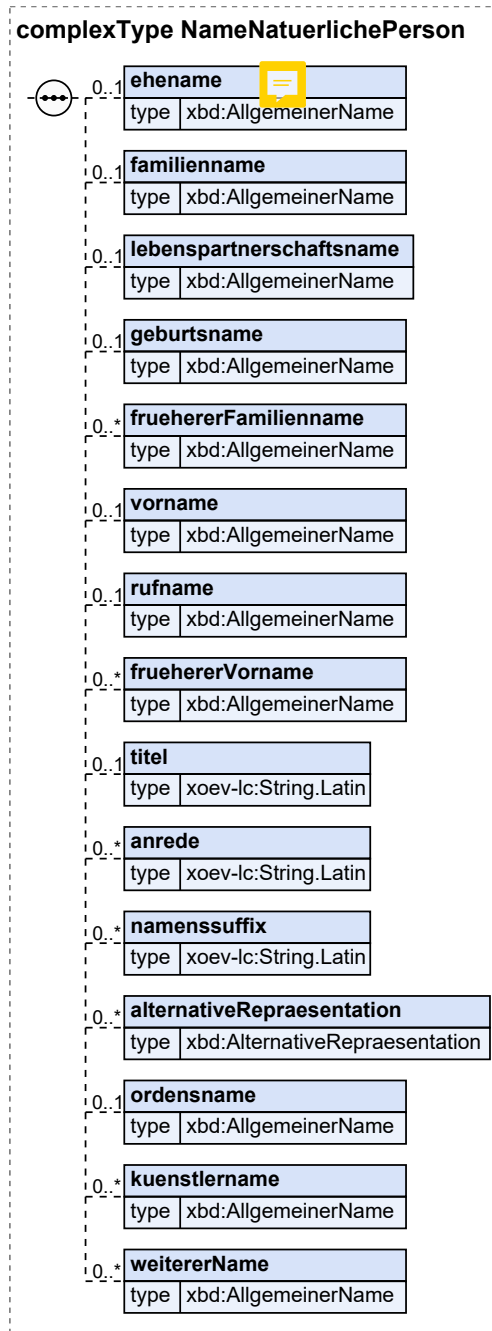 complexType NameNatuerlichePerson
0..1 ehename
type xbd:AllgemeinerName
0..1 familienname
type xbd:AllgemeinerName
0..1 lebenspartnerschaftsname
type xbd:AllgemeinerName
0..1 geburtsname
type xbd:AllgemeinerName
0..* fruehererFamilienname
type xbd:AllgemeinerName
0..1 vorname
type xbd:AllgemeinerName
0..1 rufname
type xbd:AllgemeinerName
0..* fruehererVorname
type xbd:AllgemeinerName
0..1 titel
type xoev-lc:String.Latin
0..* anrede
type xoev-lc:String.Latin
0..* namenssuffix
type xoev-lc:String.Latin
0..* alternativeRepraesentation
type xbd:AlternativeRepraesentation
0..1 ordensname
type xbd:AllgemeinerName
0..* kuenstlername
type xbd:AllgemeinerName
0..* weitererName
type xbd:AllgemeinerName